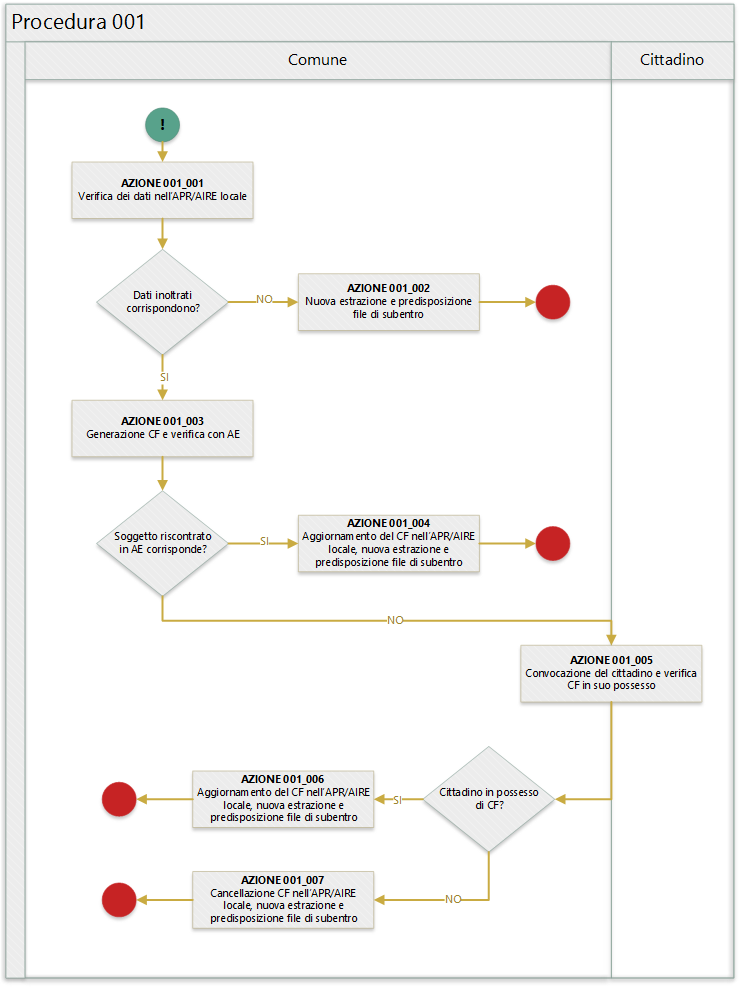 Procedura 001
Comune
Cittadino
!
AZIONE 001_001
Verifica dei dati nell'APR/AIRE locale
Dati inoltrati
corrispondono?
NO
AZIONE 001_002
Nuova estrazione e predisposizione
file di subentro
SI
AZIONE 001_003
Generazione CF e verifica con AE
Soggetto riscontrato
in AE corrisponde?
SI
AZIONE 001_004
Aggiornamento del CF nell'APR/AIRE
locale, nuova estrazione e
predisposizione file di subentro
NO
AZIONE 001_005
Convocazione del cittadino e verifica
CF in suo possesso
Cittadino in possesso
di CF?
SI
AZIONE 001_006
Aggiornamento del CF nell'APR/AIRE
locale, nuova estrazione e
predisposizione file di subentro
NO
AZIONE 001_007
Cancellazione CF nell'APR/AIRE
locale, nuova estrazione e
predisposizione file di subentro